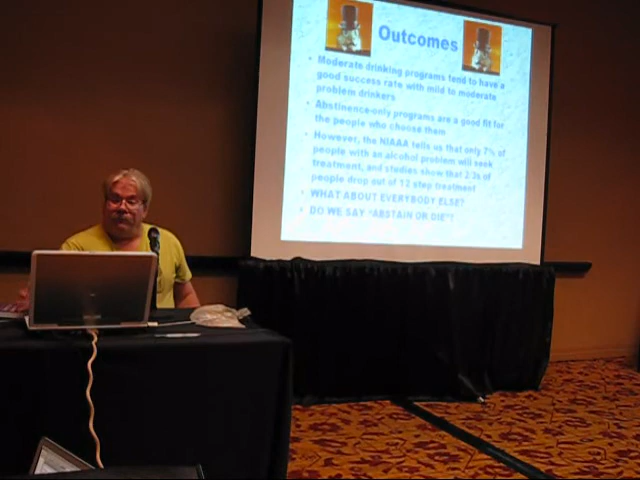 Outcomes
• Moderate drinking programs tend to have a
good success rate with mild to moderate
problem drinkers
• Abstinence-only programs are a good fit for
the people who choose them
• However, the NIAAA tells us that only 7% of
people with an alcohol problem will seek
treatment, and studies show that 2/3s of
people drop out of 12 step treatment
• WHAT ABOUT EVERYBODY ELSE?
• DO WE SAY "ABSTAIN OR DIE"?